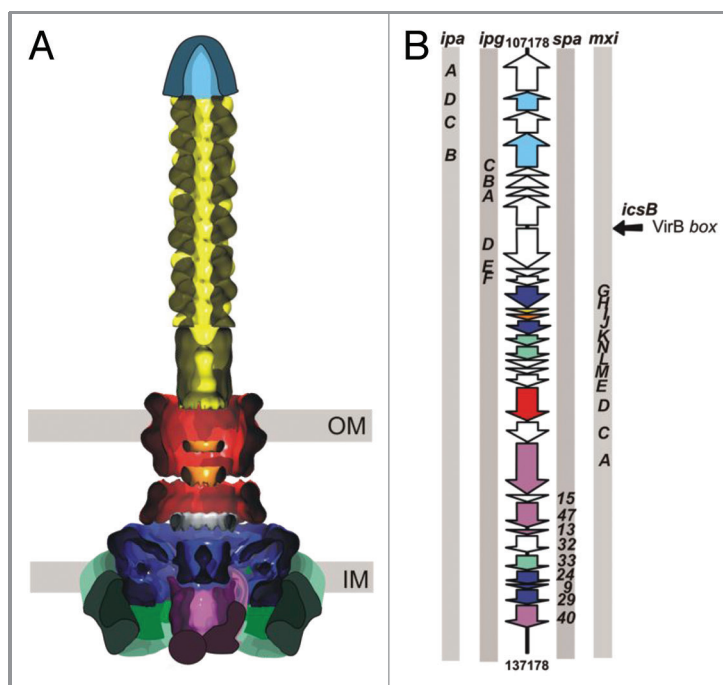 A
OM
IM
B
ipa
ipg
107178
spa
mxi
A
D
C
B
C
B
A
D
E
F
icsB
VirB box
G
H
I
J
K
N
L
M
E
D
C
A
15
47
13
32
33
24
9
29
40
137178